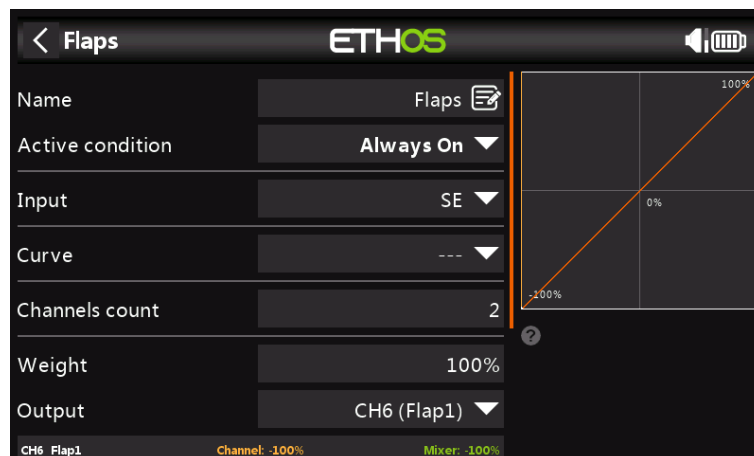 Flaps
ETHOS
Name
Flaps
Active condition
Always On
Input
SE
Curve
---
Channels count
2
Weight
100%
Output
CH6 (Flap1)
CH6 Flap1
Channel: -100%
Mixer: -100%
100%
0%
-100%
?